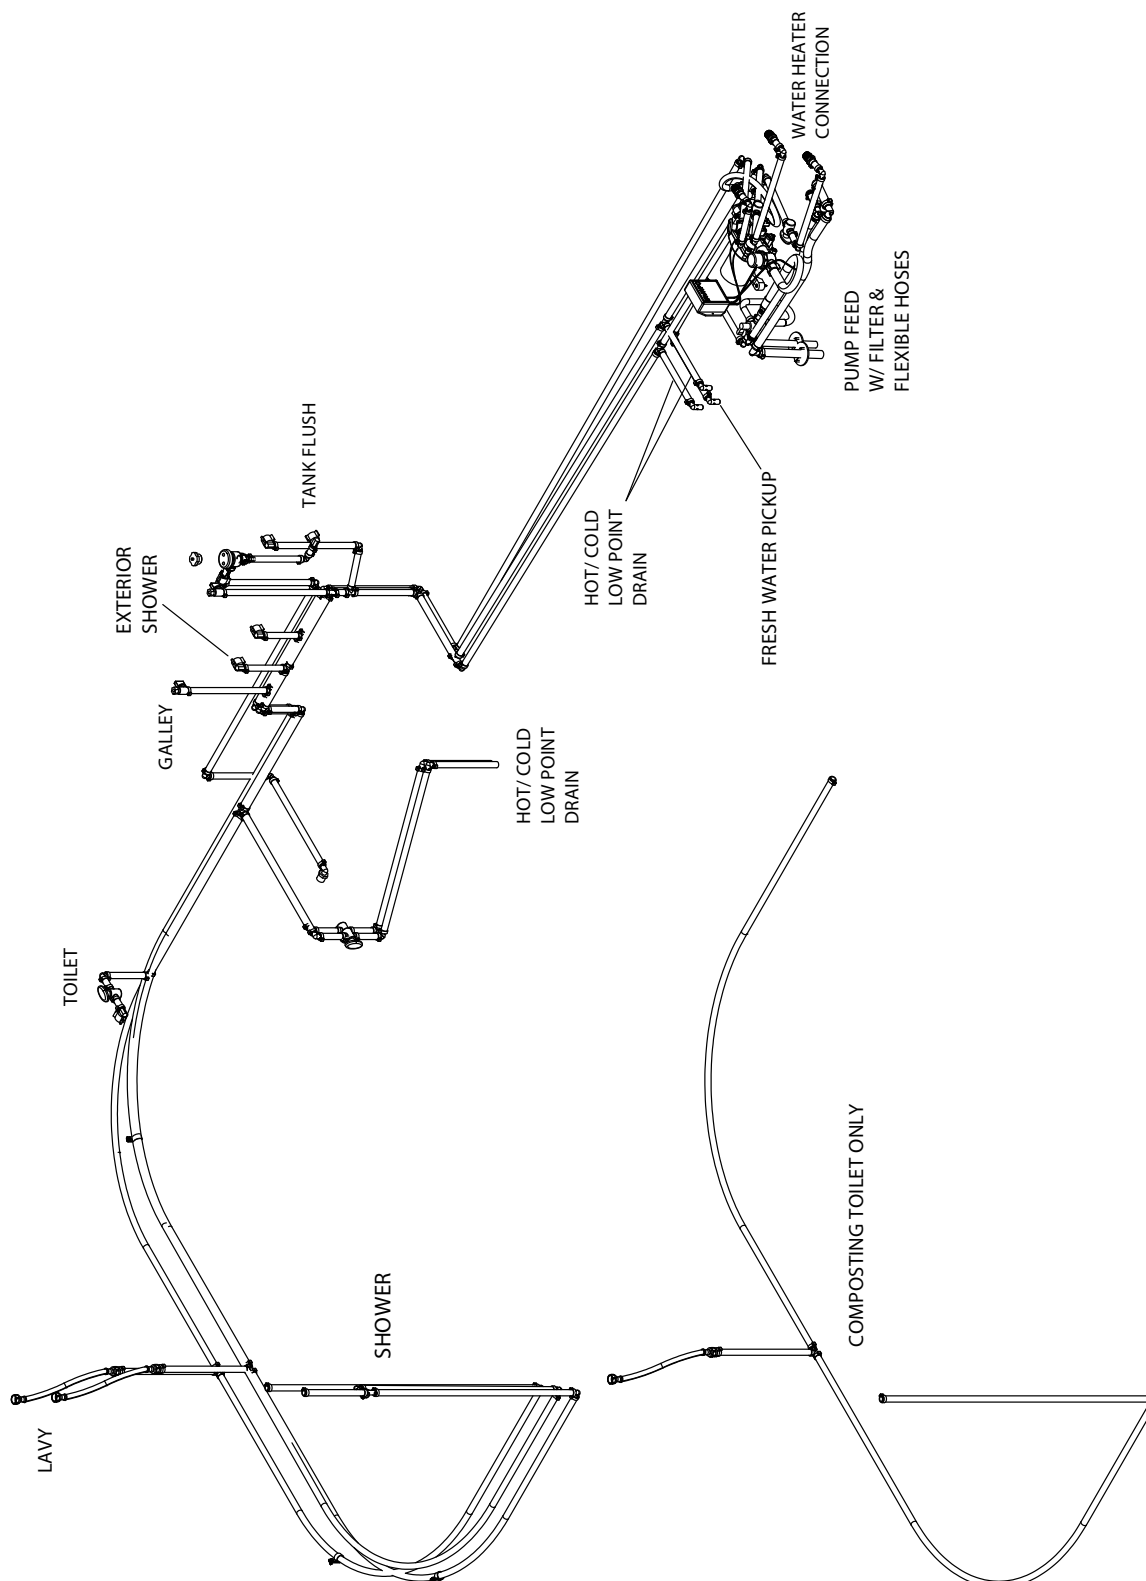 LAVY
TOILET
GALLEY
EXTERIOR
SHOWER
TANK FLUSH
WATER HEATER
CONNECTION
SHOWER
HOT/ COLD
LOW POINT
DRAIN
HOT/ COLD
LOW POINT
DRAIN
FRESH WATER PICKUP
PUMP FEED
W/ FILTER &
FLEXIBLE HOSES
COMPOSTING TOILET ONLY